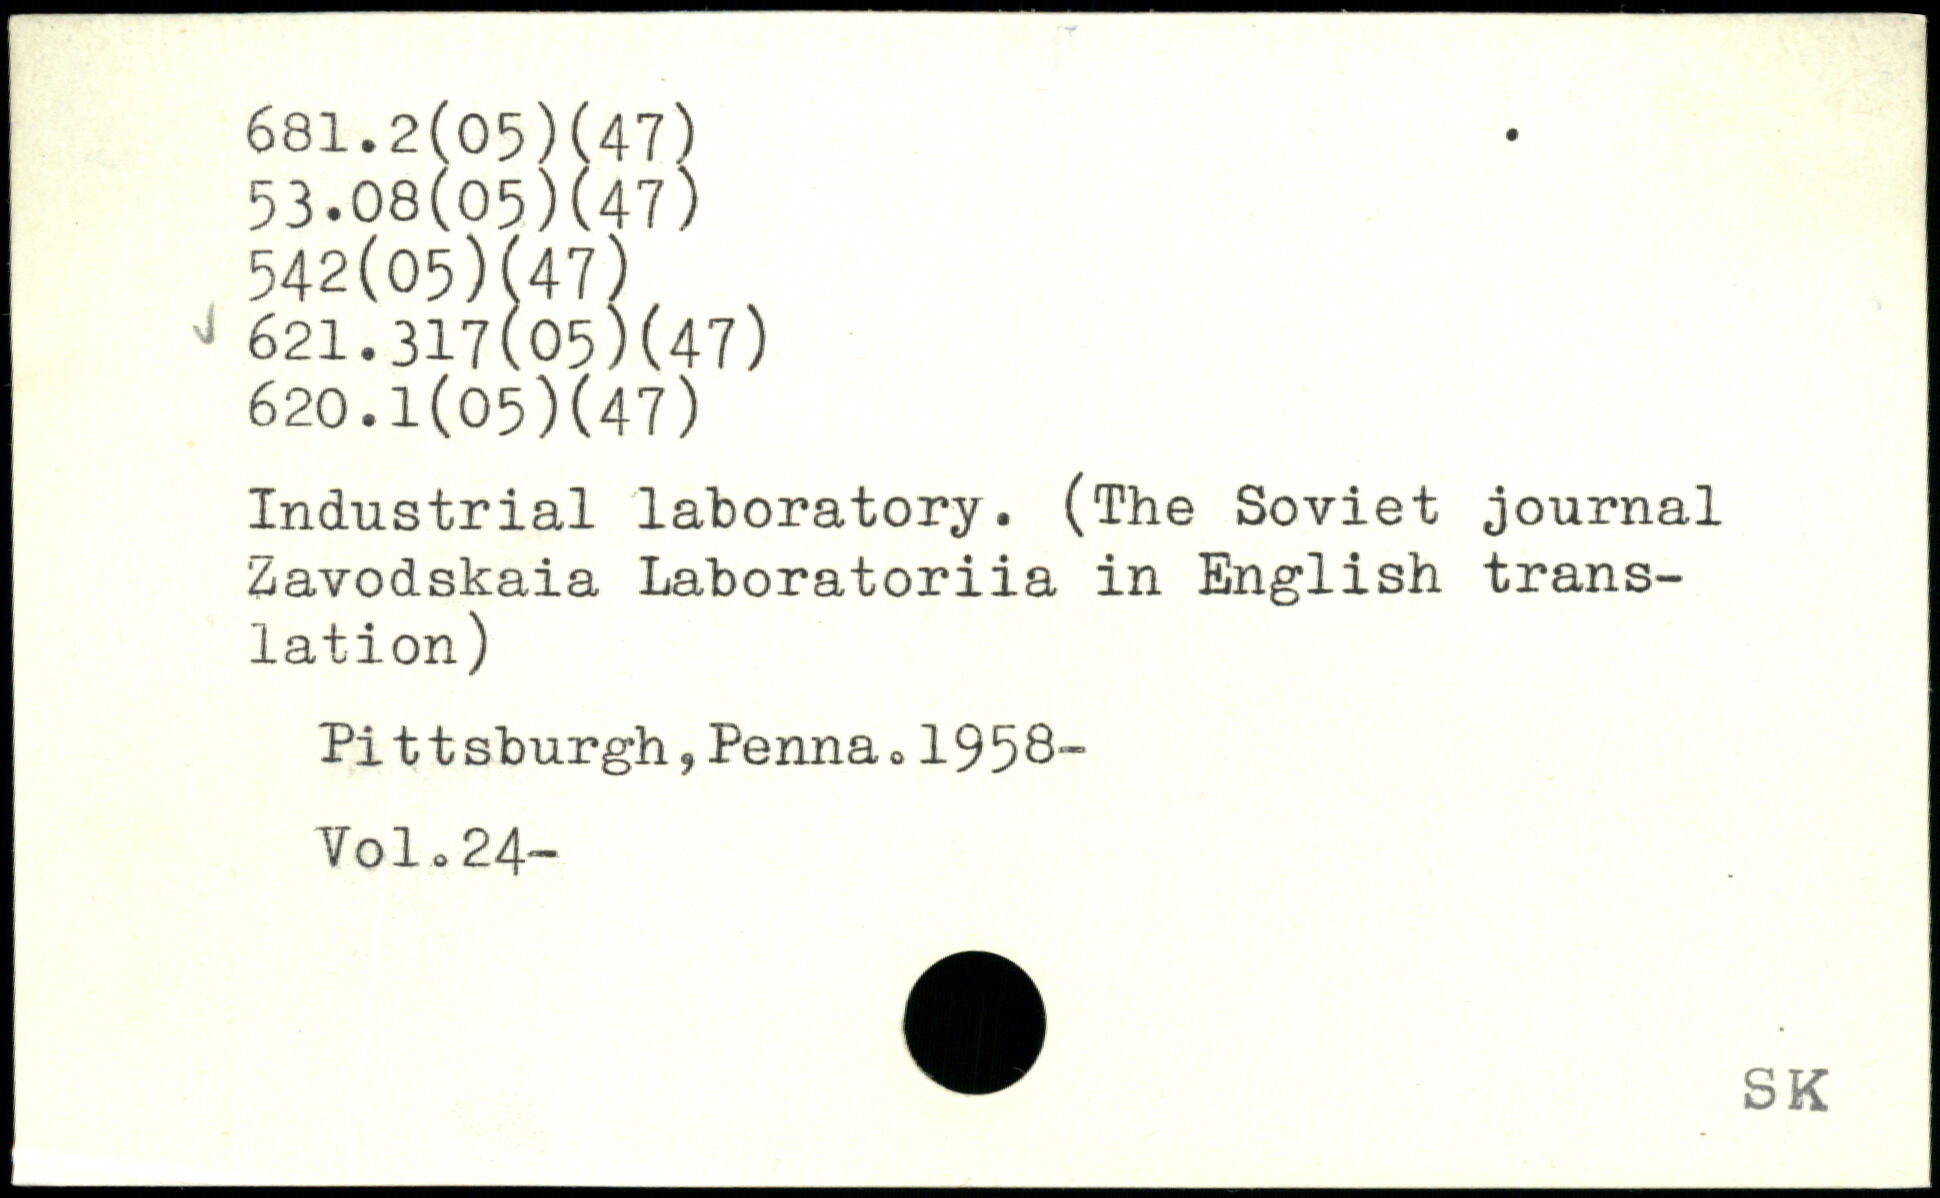 681.2(05)(47)
53.08(05)(47)
542(05)(47)
✓ 621.317(05)(47)
620.1(05)(47)
Industrial laboratory. (The Soviet journal
Zavodskaia Laboratoriia in English trans-
lation)
Pittsburgh,Penna.1958-
Vol.24-
SK